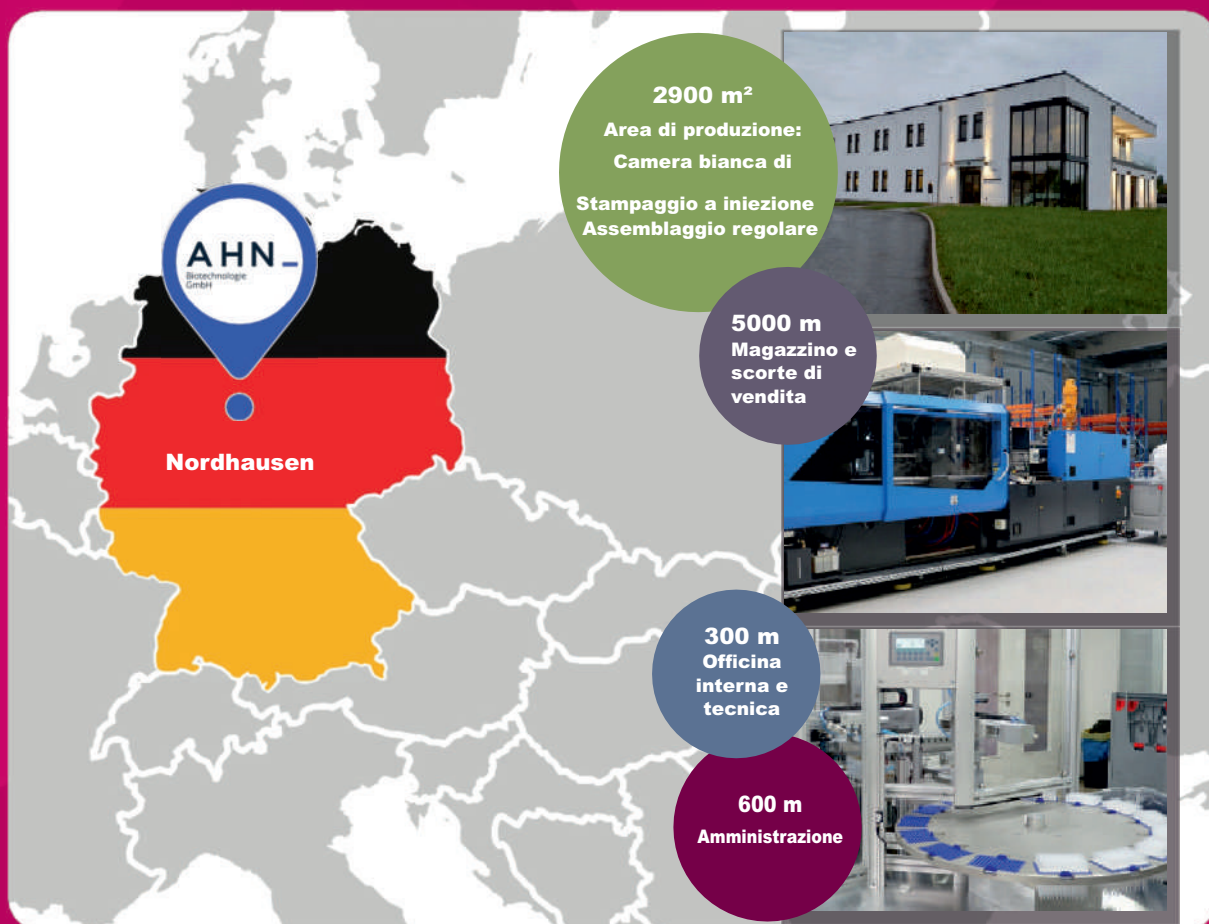 2900 m²
Area di produzione:
Camera bianca di
Stampaggio a iniezione
Assemblaggio regolare
AHN_
Biotechnologie
GmbH
5000 m
Magazzino e
scorte di
vendita
Nordhausen
300 m
Officina
interna e
tecnica
600 m
Amministrazione